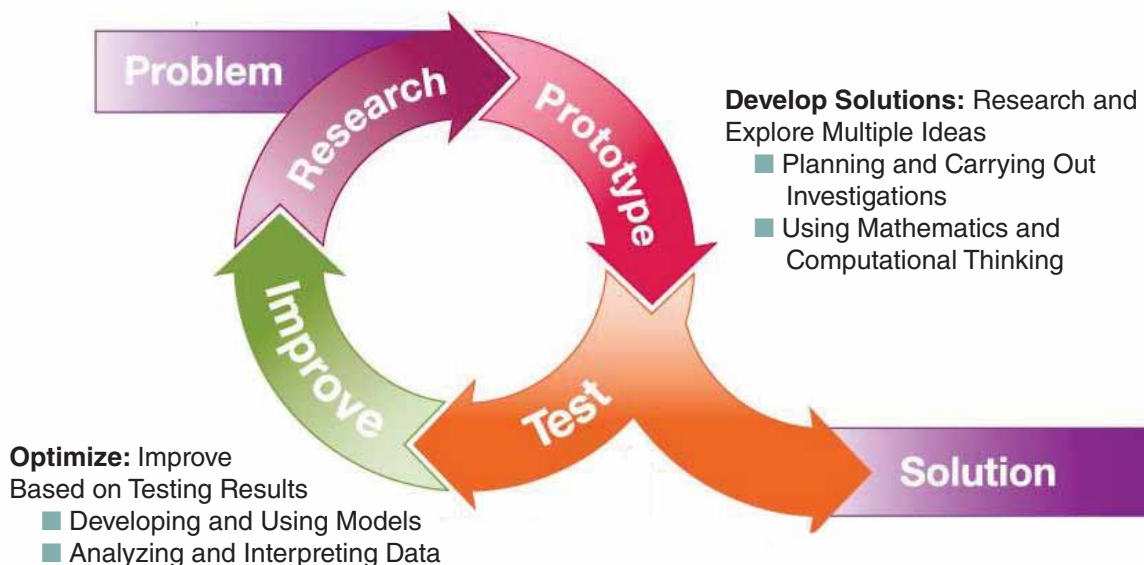 Problem
Research
Prototype
Develop Solutions: Research and
Explore Multiple Ideas
Planning and Carrying Out
Investigations
Using Mathematics and
Computational Thinking
Improve
Test
Optimize: Improve
Based on Testing Results
Developing and Using Models
Analyzing and Interpreting Data
Solution